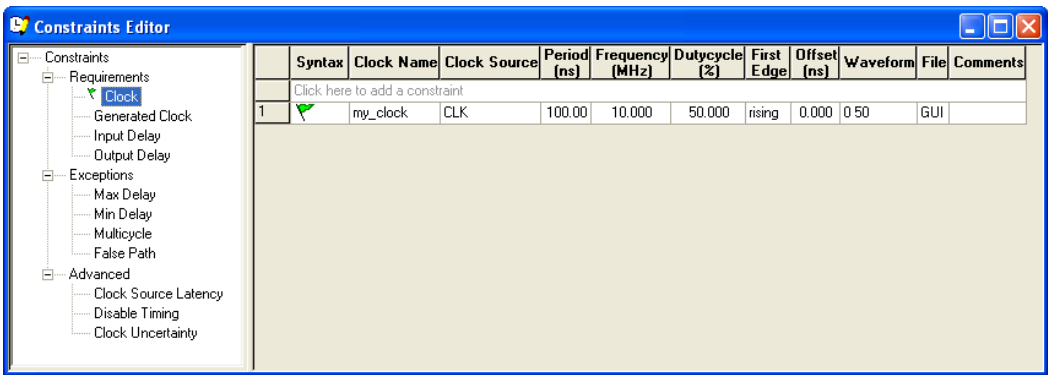 Constraints Editor
Constraints
Requirements
Clock
Generated Clock
Input Delay
Output Delay
Exceptions
Max Delay
Min Delay
Multicycle
False Path
Advanced
Clock Source Latency
Disable Timing
Clock Uncertainty
Syntax Clock Name Clock Source Period (ns) Frequency (MHz) Dutycycle (%) First Edge Offset (ns) Waveform File Comments
Click here to add a constraint
1 my_clock CLK 100.00 10.000 50.000 rising 0.000 0 50 GUI